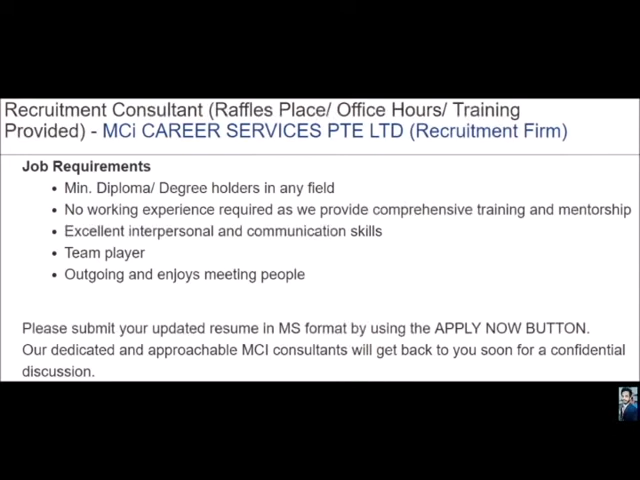 Recruitment Consultant (Raffles Place/ Office Hours/ Training
Provided) - MCi CAREER SERVICES PTE LTD (Recruitment Firm)
Job Requirements
• Min. Diploma/ Degree holders in any field
• No working experience required as we provide comprehensive training and mentorship
• Excellent interpersonal and communication skills
• Team player
• Outgoing and enjoys meeting people
Please submit your updated resume in MS format by using the APPLY NOW BUTTON.
Our dedicated and approachable MCI consultants will get back to you soon for a confidential
discussion.